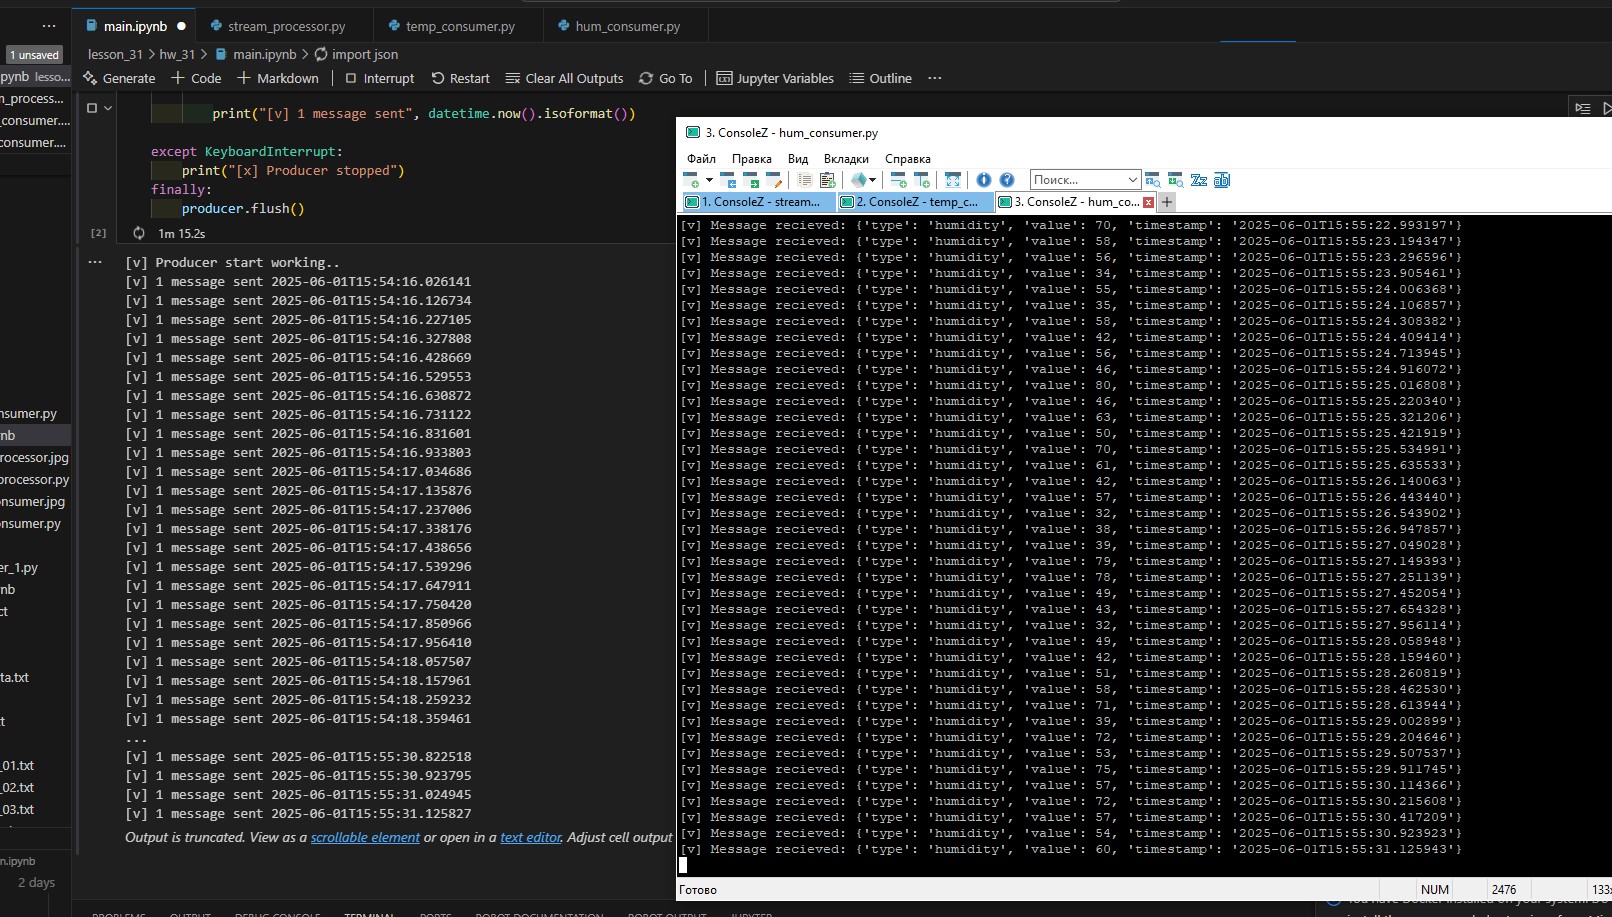 main.ipynb
stream_processor.py
temp_consumer.py
hum_consumer.py
1 unsaved
lesson_31 > hw_31 > main.ipynb > import json
pynb lesso...
Generate
Code
Markdown
Interrupt
Restart
Clear All Outputs
Go To
Jupyter Variables
Outline
...
m_process...
_consumer....
consumer....
print("[v] 1 message sent", datetime.now().isoformat())
except KeyboardInterrupt:
print("[x] Producer stopped")
finally:
producer.flush()
[2]
1m 15.2s
[v] Producer start working..
[v] 1 message sent 2025-06-01T15:54:16.026141
[v] 1 message sent 2025-06-01T15:54:16.126734
[v] 1 message sent 2025-06-01T15:54:16.227105
[v] 1 message sent 2025-06-01T15:54:16.327808
[v] 1 message sent 2025-06-01T15:54:16.428669
[v] 1 message sent 2025-06-01T15:54:16.529553
[v] 1 message sent 2025-06-01T15:54:16.630872
[v] 1 message sent 2025-06-01T15:54:16.731122
[v] 1 message sent 2025-06-01T15:54:16.831601
[v] 1 message sent 2025-06-01T15:54:16.933803
[v] 1 message sent 2025-06-01T15:54:17.034686
[v] 1 message sent 2025-06-01T15:54:17.135876
[v] 1 message sent 2025-06-01T15:54:17.237006
[v] 1 message sent 2025-06-01T15:54:17.338176
[v] 1 message sent 2025-06-01T15:54:17.438656
[v] 1 message sent 2025-06-01T15:54:17.539296
[v] 1 message sent 2025-06-01T15:54:17.647911
[v] 1 message sent 2025-06-01T15:54:17.750420
[v] 1 message sent 2025-06-01T15:54:17.850966
[v] 1 message sent 2025-06-01T15:54:17.956410
[v] 1 message sent 2025-06-01T15:54:18.057507
[v] 1 message sent 2025-06-01T15:54:18.157961
[v] 1 message sent 2025-06-01T15:54:18.259232
[v] 1 message sent 2025-06-01T15:54:18.359461
...
[v] 1 message sent 2025-06-01T15:55:30.822518
[v] 1 message sent 2025-06-01T15:55:30.923795
[v] 1 message sent 2025-06-01T15:55:31.024945
[v] 1 message sent 2025-06-01T15:55:31.125827
Output is truncated. View as a scrollable element or open in a text editor. Adjust cell output
nsumer.py
nb
rocessor.jpg
processor.py
onsumer.jpg
onsumer.py
er_1.py
nb
ct
ta.txt
t
_01.txt
_02.txt
_03.txt
n.ipynb
2 days
3. ConsoleZ - hum_consumer.py
Файл Правка Вид Вкладки Справка
Поиск...
1. ConsoleZ - stream...
2. ConsoleZ - temp_c...
3. ConsoleZ - hum_co...
[v] Message recieved: {'type': 'humidity', 'value': 70, 'timestamp': '2025-06-01T15:55:22.993197'}
[v] Message recieved: {'type': 'humidity', 'value': 58, 'timestamp': '2025-06-01T15:55:23.194347'}
[v] Message recieved: {'type': 'humidity', 'value': 56, 'timestamp': '2025-06-01T15:55:23.296596'}
[v] Message recieved: {'type': 'humidity', 'value': 34, 'timestamp': '2025-06-01T15:55:23.905461'}
[v] Message recieved: {'type': 'humidity', 'value': 55, 'timestamp': '2025-06-01T15:55:24.006368'}
[v] Message recieved: {'type': 'humidity', 'value': 35, 'timestamp': '2025-06-01T15:55:24.106857'}
[v] Message recieved: {'type': 'humidity', 'value': 58, 'timestamp': '2025-06-01T15:55:24.308382'}
[v] Message recieved: {'type': 'humidity', 'value': 42, 'timestamp': '2025-06-01T15:55:24.409414'}
[v] Message recieved: {'type': 'humidity', 'value': 56, 'timestamp': '2025-06-01T15:55:24.713945'}
[v] Message recieved: {'type': 'humidity', 'value': 46, 'timestamp': '2025-06-01T15:55:24.916072'}
[v] Message recieved: {'type': 'humidity', 'value': 80, 'timestamp': '2025-06-01T15:55:25.016808'}
[v] Message recieved: {'type': 'humidity', 'value': 46, 'timestamp': '2025-06-01T15:55:25.220340'}
[v] Message recieved: {'type': 'humidity', 'value': 63, 'timestamp': '2025-06-01T15:55:25.321206'}
[v] Message recieved: {'type': 'humidity', 'value': 50, 'timestamp': '2025-06-01T15:55:25.421919'}
[v] Message recieved: {'type': 'humidity', 'value': 70, 'timestamp': '2025-06-01T15:55:25.534991'}
[v] Message recieved: {'type': 'humidity', 'value': 61, 'timestamp': '2025-06-01T15:55:25.635533'}
[v] Message recieved: {'type': 'humidity', 'value': 42, 'timestamp': '2025-06-01T15:55:26.140063'}
[v] Message recieved: {'type': 'humidity', 'value': 57, 'timestamp': '2025-06-01T15:55:26.443440'}
[v] Message recieved: {'type': 'humidity', 'value': 32, 'timestamp': '2025-06-01T15:55:26.543902'}
[v] Message recieved: {'type': 'humidity', 'value': 38, 'timestamp': '2025-06-01T15:55:26.947857'}
[v] Message recieved: {'type': 'humidity', 'value': 39, 'timestamp': '2025-06-01T15:55:27.049028'}
[v] Message recieved: {'type': 'humidity', 'value': 79, 'timestamp': '2025-06-01T15:55:27.149393'}
[v] Message recieved: {'type': 'humidity', 'value': 78, 'timestamp': '2025-06-01T15:55:27.251139'}
[v] Message recieved: {'type': 'humidity', 'value': 49, 'timestamp': '2025-06-01T15:55:27.452054'}
[v] Message recieved: {'type': 'humidity', 'value': 43, 'timestamp': '2025-06-01T15:55:27.654328'}
[v] Message recieved: {'type': 'humidity', 'value': 32, 'timestamp': '2025-06-01T15:55:27.956114'}
[v] Message recieved: {'type': 'humidity', 'value': 49, 'timestamp': '2025-06-01T15:55:28.058948'}
[v] Message recieved: {'type': 'humidity', 'value': 42, 'timestamp': '2025-06-01T15:55:28.159460'}
[v] Message recieved: {'type': 'humidity', 'value': 51, 'timestamp': '2025-06-01T15:55:28.260819'}
[v] Message recieved: {'type': 'humidity', 'value': 58, 'timestamp': '2025-06-01T15:55:28.462530'}
[v] Message recieved: {'type': 'humidity', 'value': 71, 'timestamp': '2025-06-01T15:55:28.613944'}
[v] Message recieved: {'type': 'humidity', 'value': 39, 'timestamp': '2025-06-01T15:55:29.002899'}
[v] Message recieved: {'type': 'humidity', 'value': 72, 'timestamp': '2025-06-01T15:55:29.204646'}
[v] Message recieved: {'type': 'humidity', 'value': 53, 'timestamp': '2025-06-01T15:55:29.507537'}
[v] Message recieved: {'type': 'humidity', 'value': 75, 'timestamp': '2025-06-01T15:55:29.911745'}
[v] Message recieved: {'type': 'humidity', 'value': 57, 'timestamp': '2025-06-01T15:55:30.114366'}
[v] Message recieved: {'type': 'humidity', 'value': 72, 'timestamp': '2025-06-01T15:55:30.215608'}
[v] Message recieved: {'type': 'humidity', 'value': 57, 'timestamp': '2025-06-01T15:55:30.417209'}
[v] Message recieved: {'type': 'humidity', 'value': 54, 'timestamp': '2025-06-01T15:55:30.923923'}
[v] Message recieved: {'type': 'humidity', 'value': 60, 'timestamp': '2025-06-01T15:55:31.125943'}
Готово
NUM
2476
133x
PROBLEMS OUTPUT DEBUG CONSOLE TERMINAL PORTS ROBOT DOCUMENTATION ROBOT OUTPUT JUPYTER